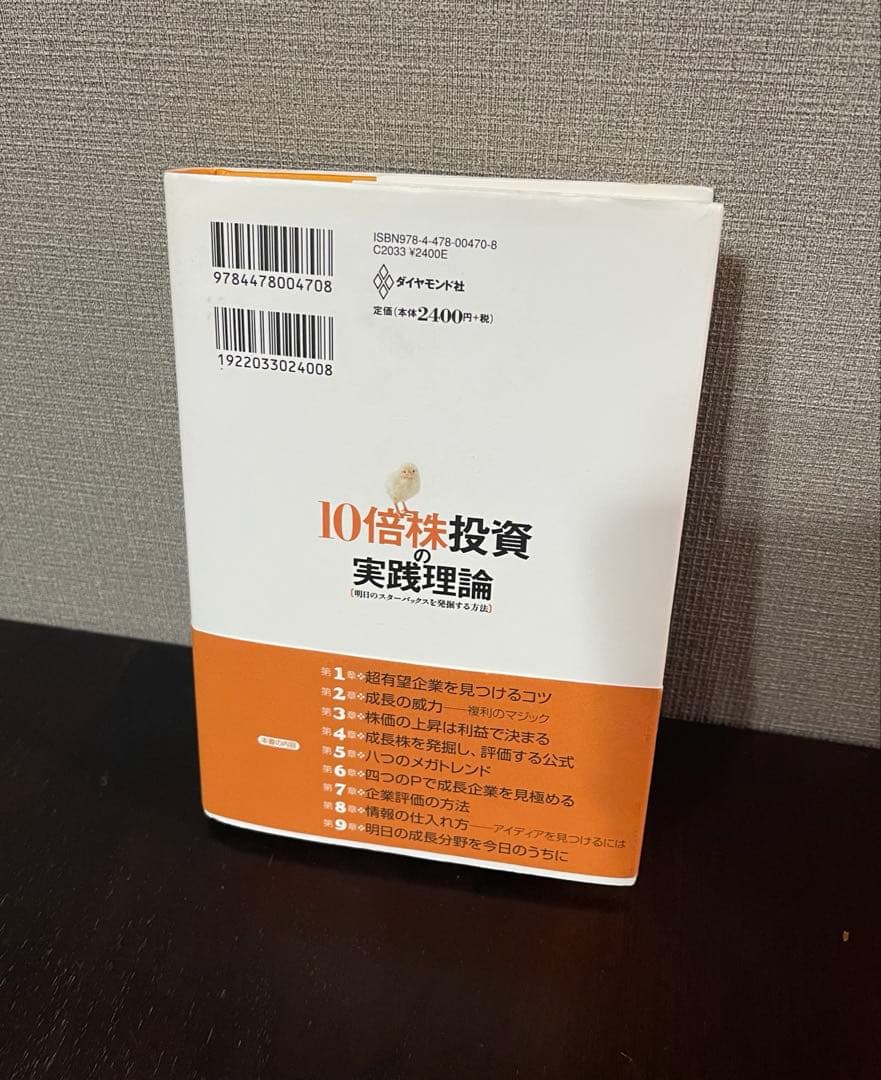 ISBN978-4-478-00470-8
C2033 ¥2400E
9784478004708
ダイヤモンド社
定価(本体2400円+税)
1922033024008
10倍株投資
の
実践理論
[明日のスターバックスを発掘する方法]
本書の内容
第1章 超有望企業を見つけるコツ
第2章 成長の威力――複利のマジック
第3章 株価の上昇は利益で決まる
第4章 成長株を発掘し、評価する公式
第5章 八つのメガトレンド
第6章 四つのPで成長企業を見極める
第7章 企業評価の方法
第8章 情報の仕入れ方――アイディアを見つけるには
第9章 明日の成長分野を今日のうちに